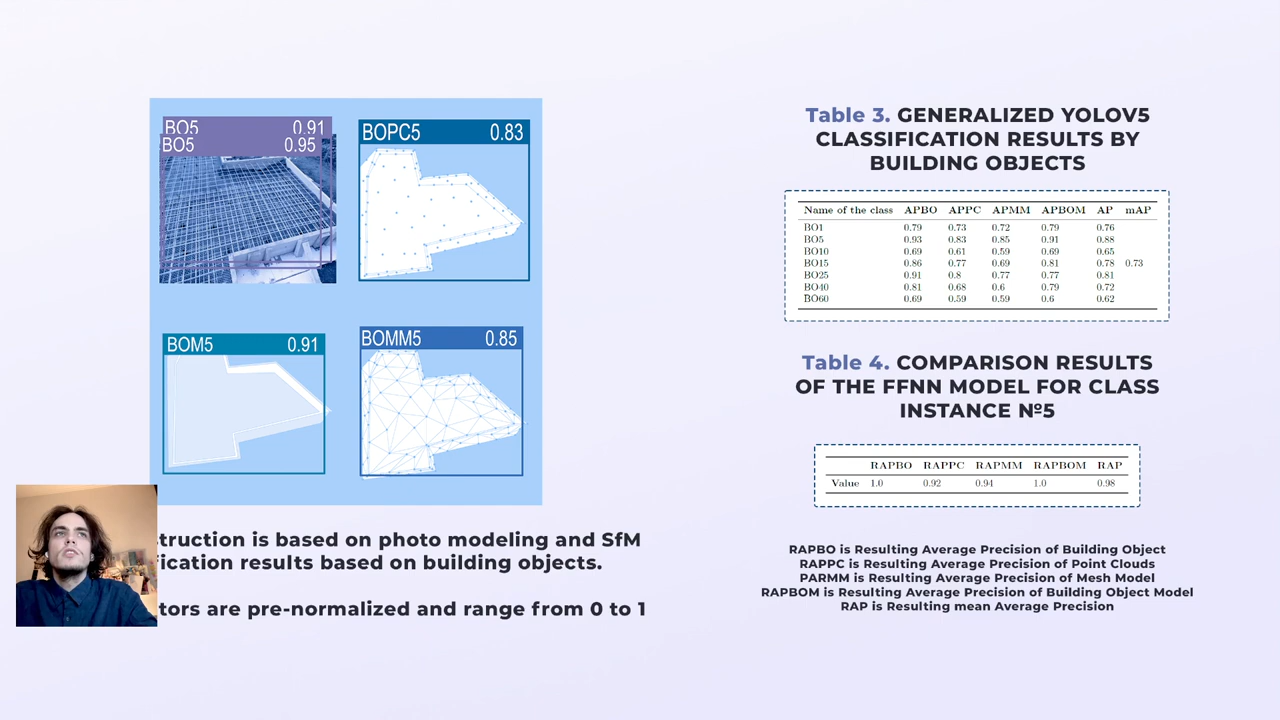 BO5 0.91
BO5 0.95
BOPC5 0.83
BOM5 0.91
BOMM5 0.85
struction is based on photo modeling and SfM
fication results based on building objects.
tors are pre-normalized and range from 0 to 1
Table 3. GENERALIZED YOLOV5
CLASSIFICATION RESULTS BY
BUILDING OBJECTS
Name of the class APBO APPC APMM APBOM AP mAP
BO1 0.79 0.73 0.72 0.79 0.76
BO5 0.93 0.83 0.85 0.91 0.88
BO10 0.69 0.61 0.59 0.69 0.65
BO15 0.86 0.77 0.69 0.81 0.78 0.73
BO25 0.91 0.8 0.77 0.77 0.81
BO40 0.81 0.68 0.6 0.79 0.72
BO60 0.69 0.59 0.59 0.6 0.62
Table 4. COMPARISON RESULTS
OF THE FFNN MODEL FOR CLASS
INSTANCE №5
RAPBO RAPPC RAPMM RAPBOM RAP
Value 1.0 0.92 0.94 1.0 0.98
RAPBO is Resulting Average Precision of Building Object
RAPPC is Resulting Average Precision of Point Clouds
PARMM is Resulting Average Precision of Mesh Model
RAPBOM is Resulting Average Precision of Building Object Model
RAP is Resulting mean Average Precision